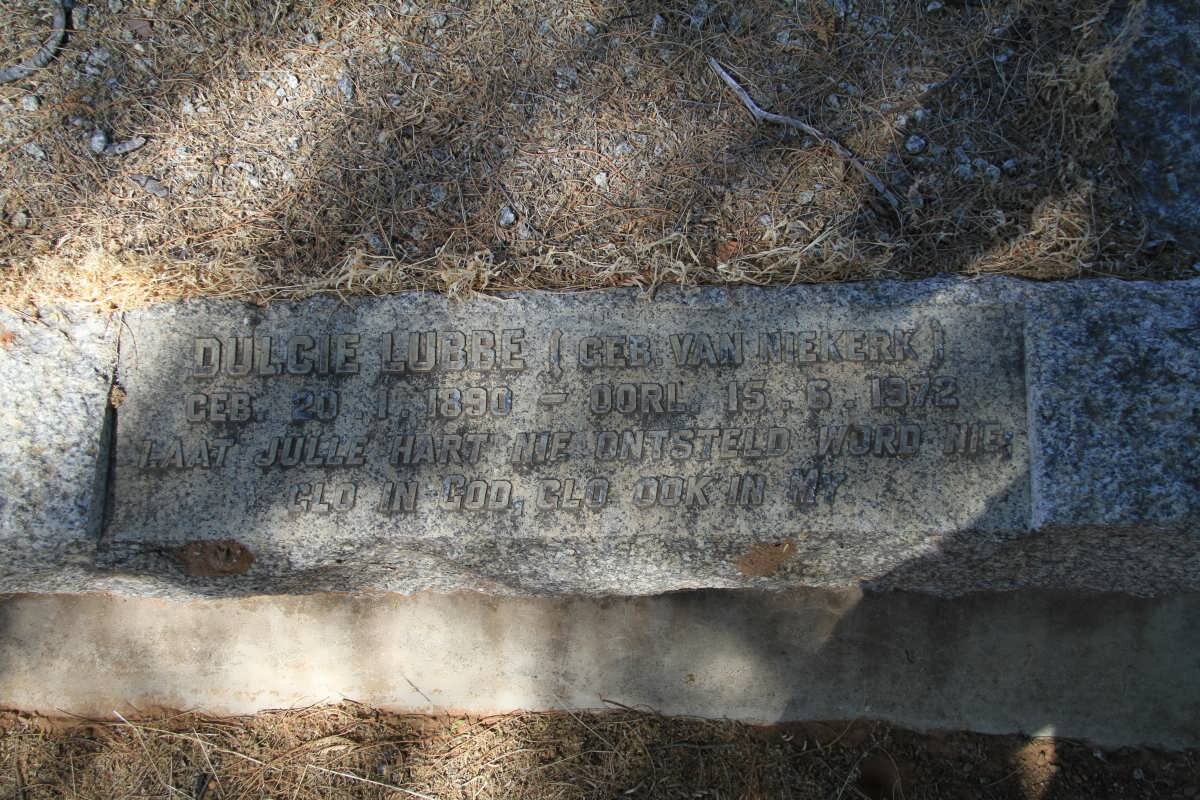 DULCIE LUBBE (GEB. VAN NIEKERK)
GEB. 20.1.1890 – OORL. 15.6.1972
LAAT JULLE HART NIE ONTSTELD WORD NIE;
GLO IN GOD, GLO OOK IN MY